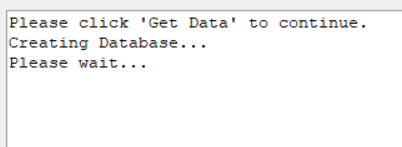 Please click 'Get Data' to continue.
Creating Database...
Please wait...